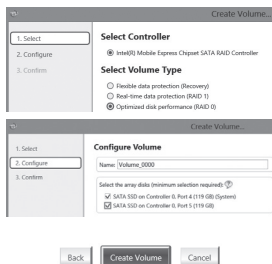 Create Volume...
1. Select
2. Configure
3. Confirm
Select Controller
Intel(R) Mobile Express Chipset SATA RAID Controller
Select Volume Type
Flexible data protection (Recovery)
Real-time data protection (RAID 1)
Optimized disk performance (RAID 0)
Create Volume...
1. Select
2. Configure
3. Confirm
Configure Volume
Name: Volume_0000
Select the array disks (minimum selection required):
SATA SSD on Controller 0, Port 4 (119 GB) (System)
SATA SSD on Controller 0, Port 5 (119 GB)
Back
Create Volume
Cancel